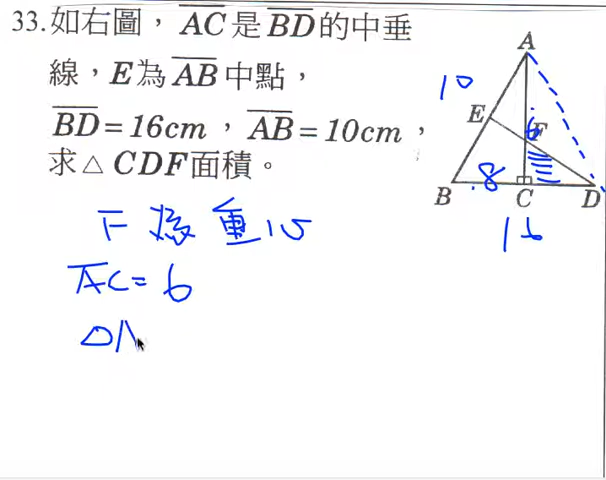 33.如右圖，AC是BD的中垂
線，E為AB中點，
BD=16cm，AB=10cm，
求△CDF面積。
A
10
E
F
6
8
B
C
D
16
F 為重心
AC=6
△A